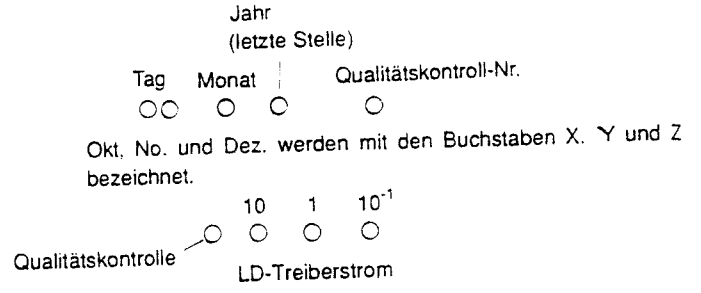 Jahr
(letzte Stelle)
Tag Monat Qualitätskontroll-Nr.
Okt, No. und Dez. werden mit den Buchstaben X. Y und Z
bezeichnet.
10 1 10⁻¹
Qualitätskontrolle
LD-Treiberstrom